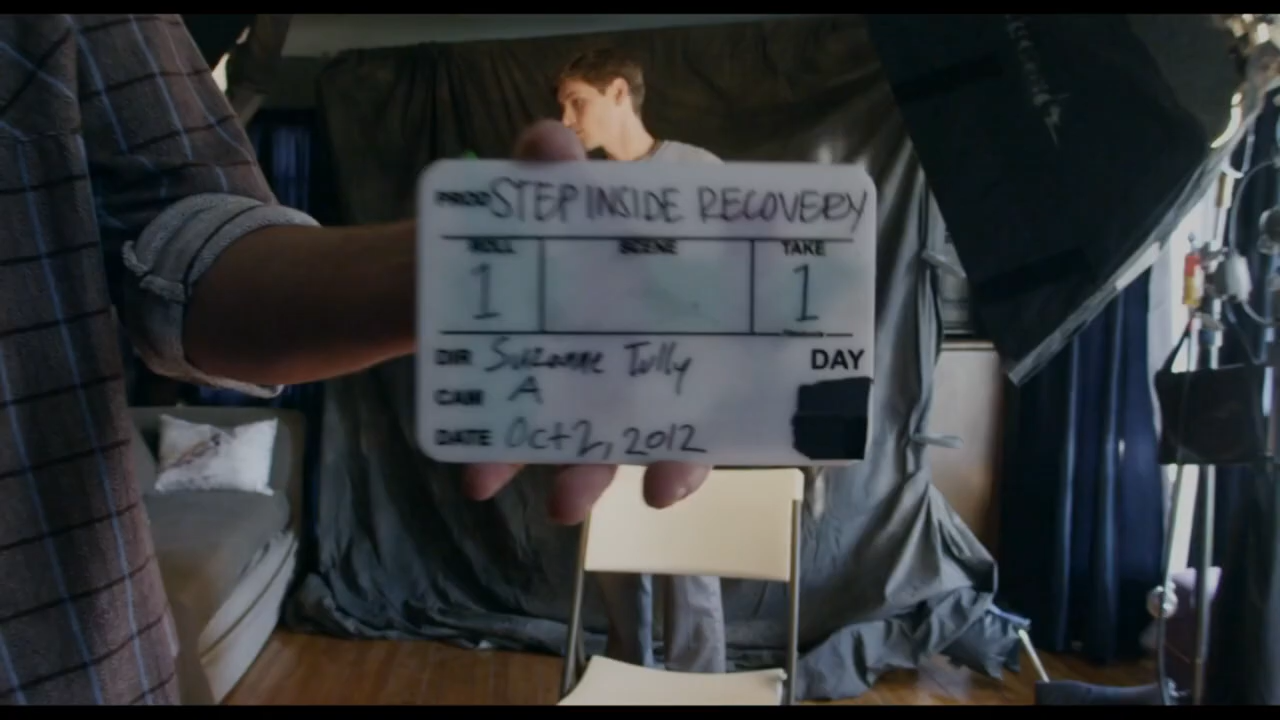 PROD STEP INSIDE RECOVERY
ROLL SCENE TAKE
1 1
DIR Suzanne Tully DAY
CAM A
DATE Oct 2, 2012